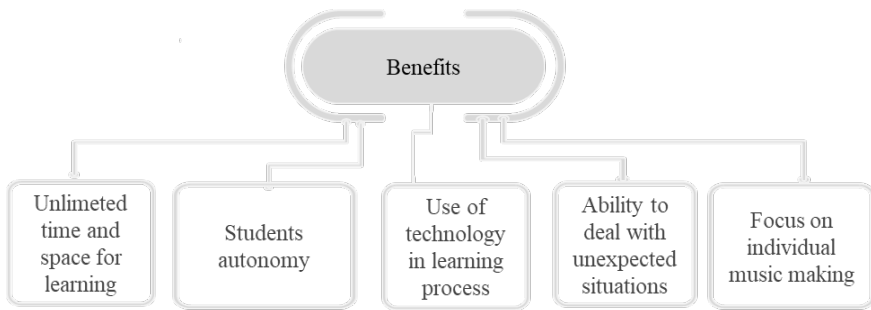 Benefits
Unlimeted
time and
space for
learning
Students
autonomy
Use of
technology
in learning
process
Ability to
deal with
unexpected
situations
Focus on
individual
music making